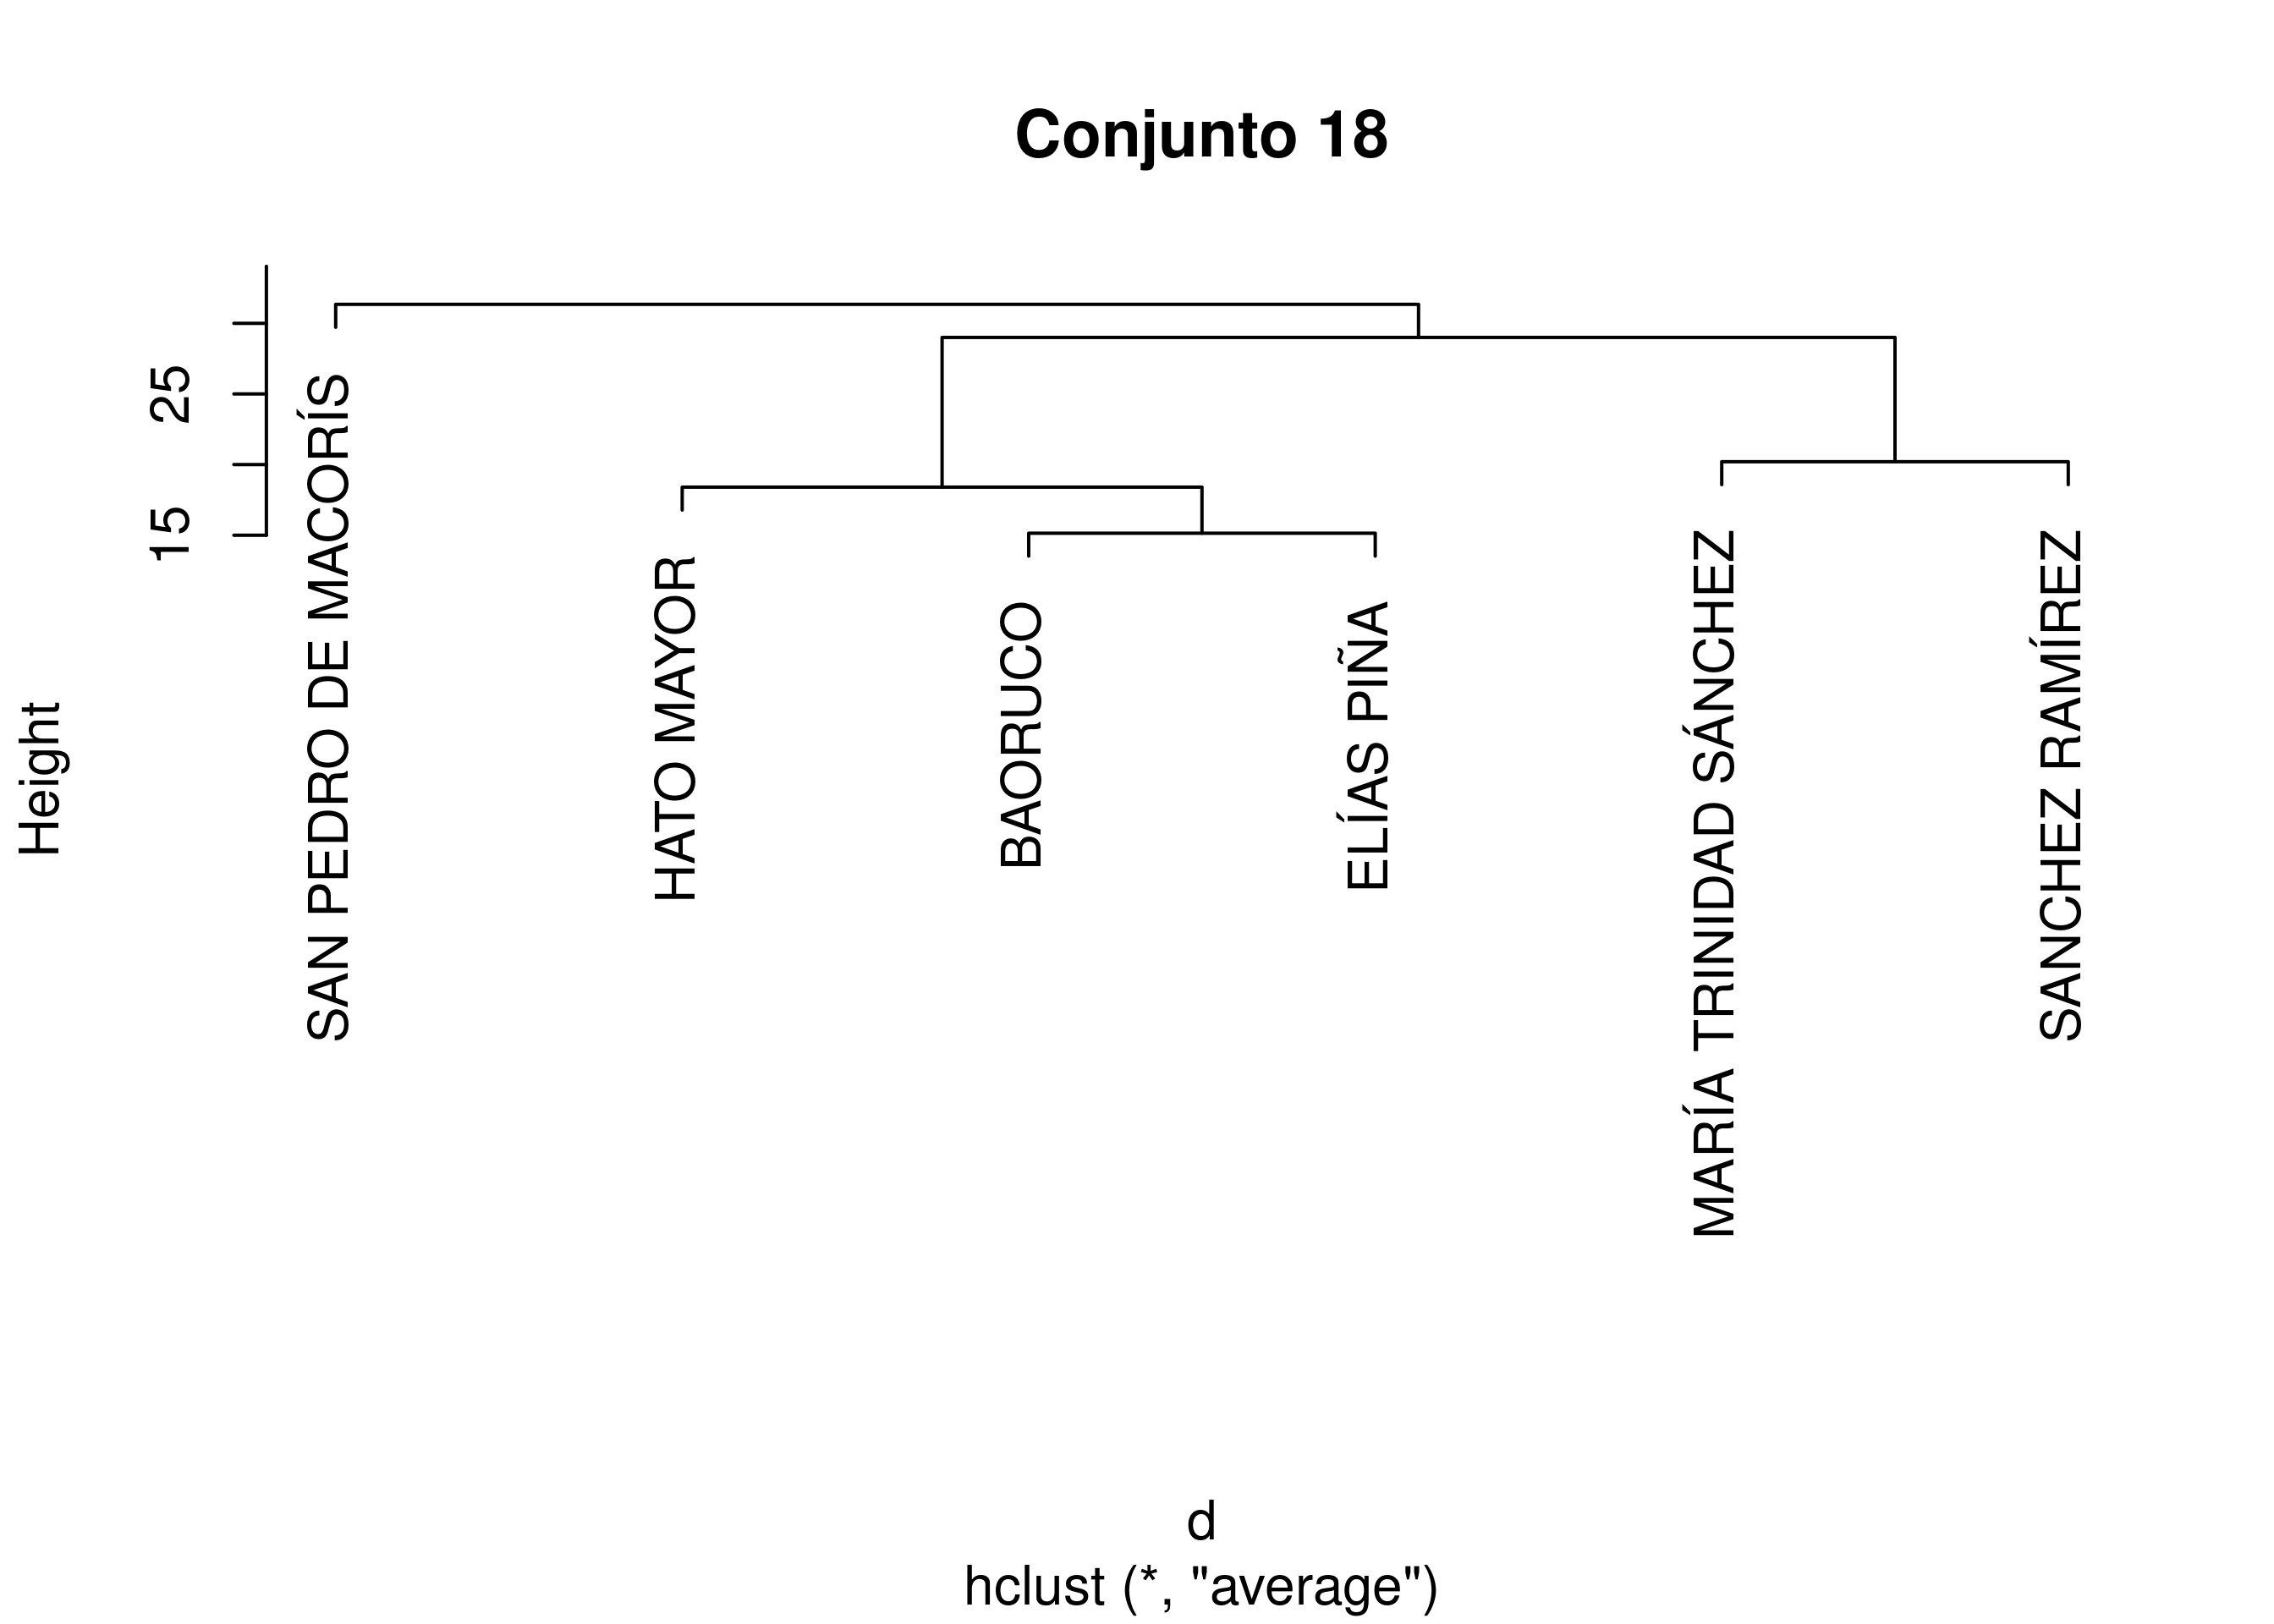 Conjunto 18
Height
25
15
SAN PEDRO DE MACORÍS
HATO MAYOR
BAORUCO
ELÍAS PIÑA
MARÍA TRINIDAD SÁNCHEZ
SANCHEZ RAMÍREZ
d
hclust (*, "average")